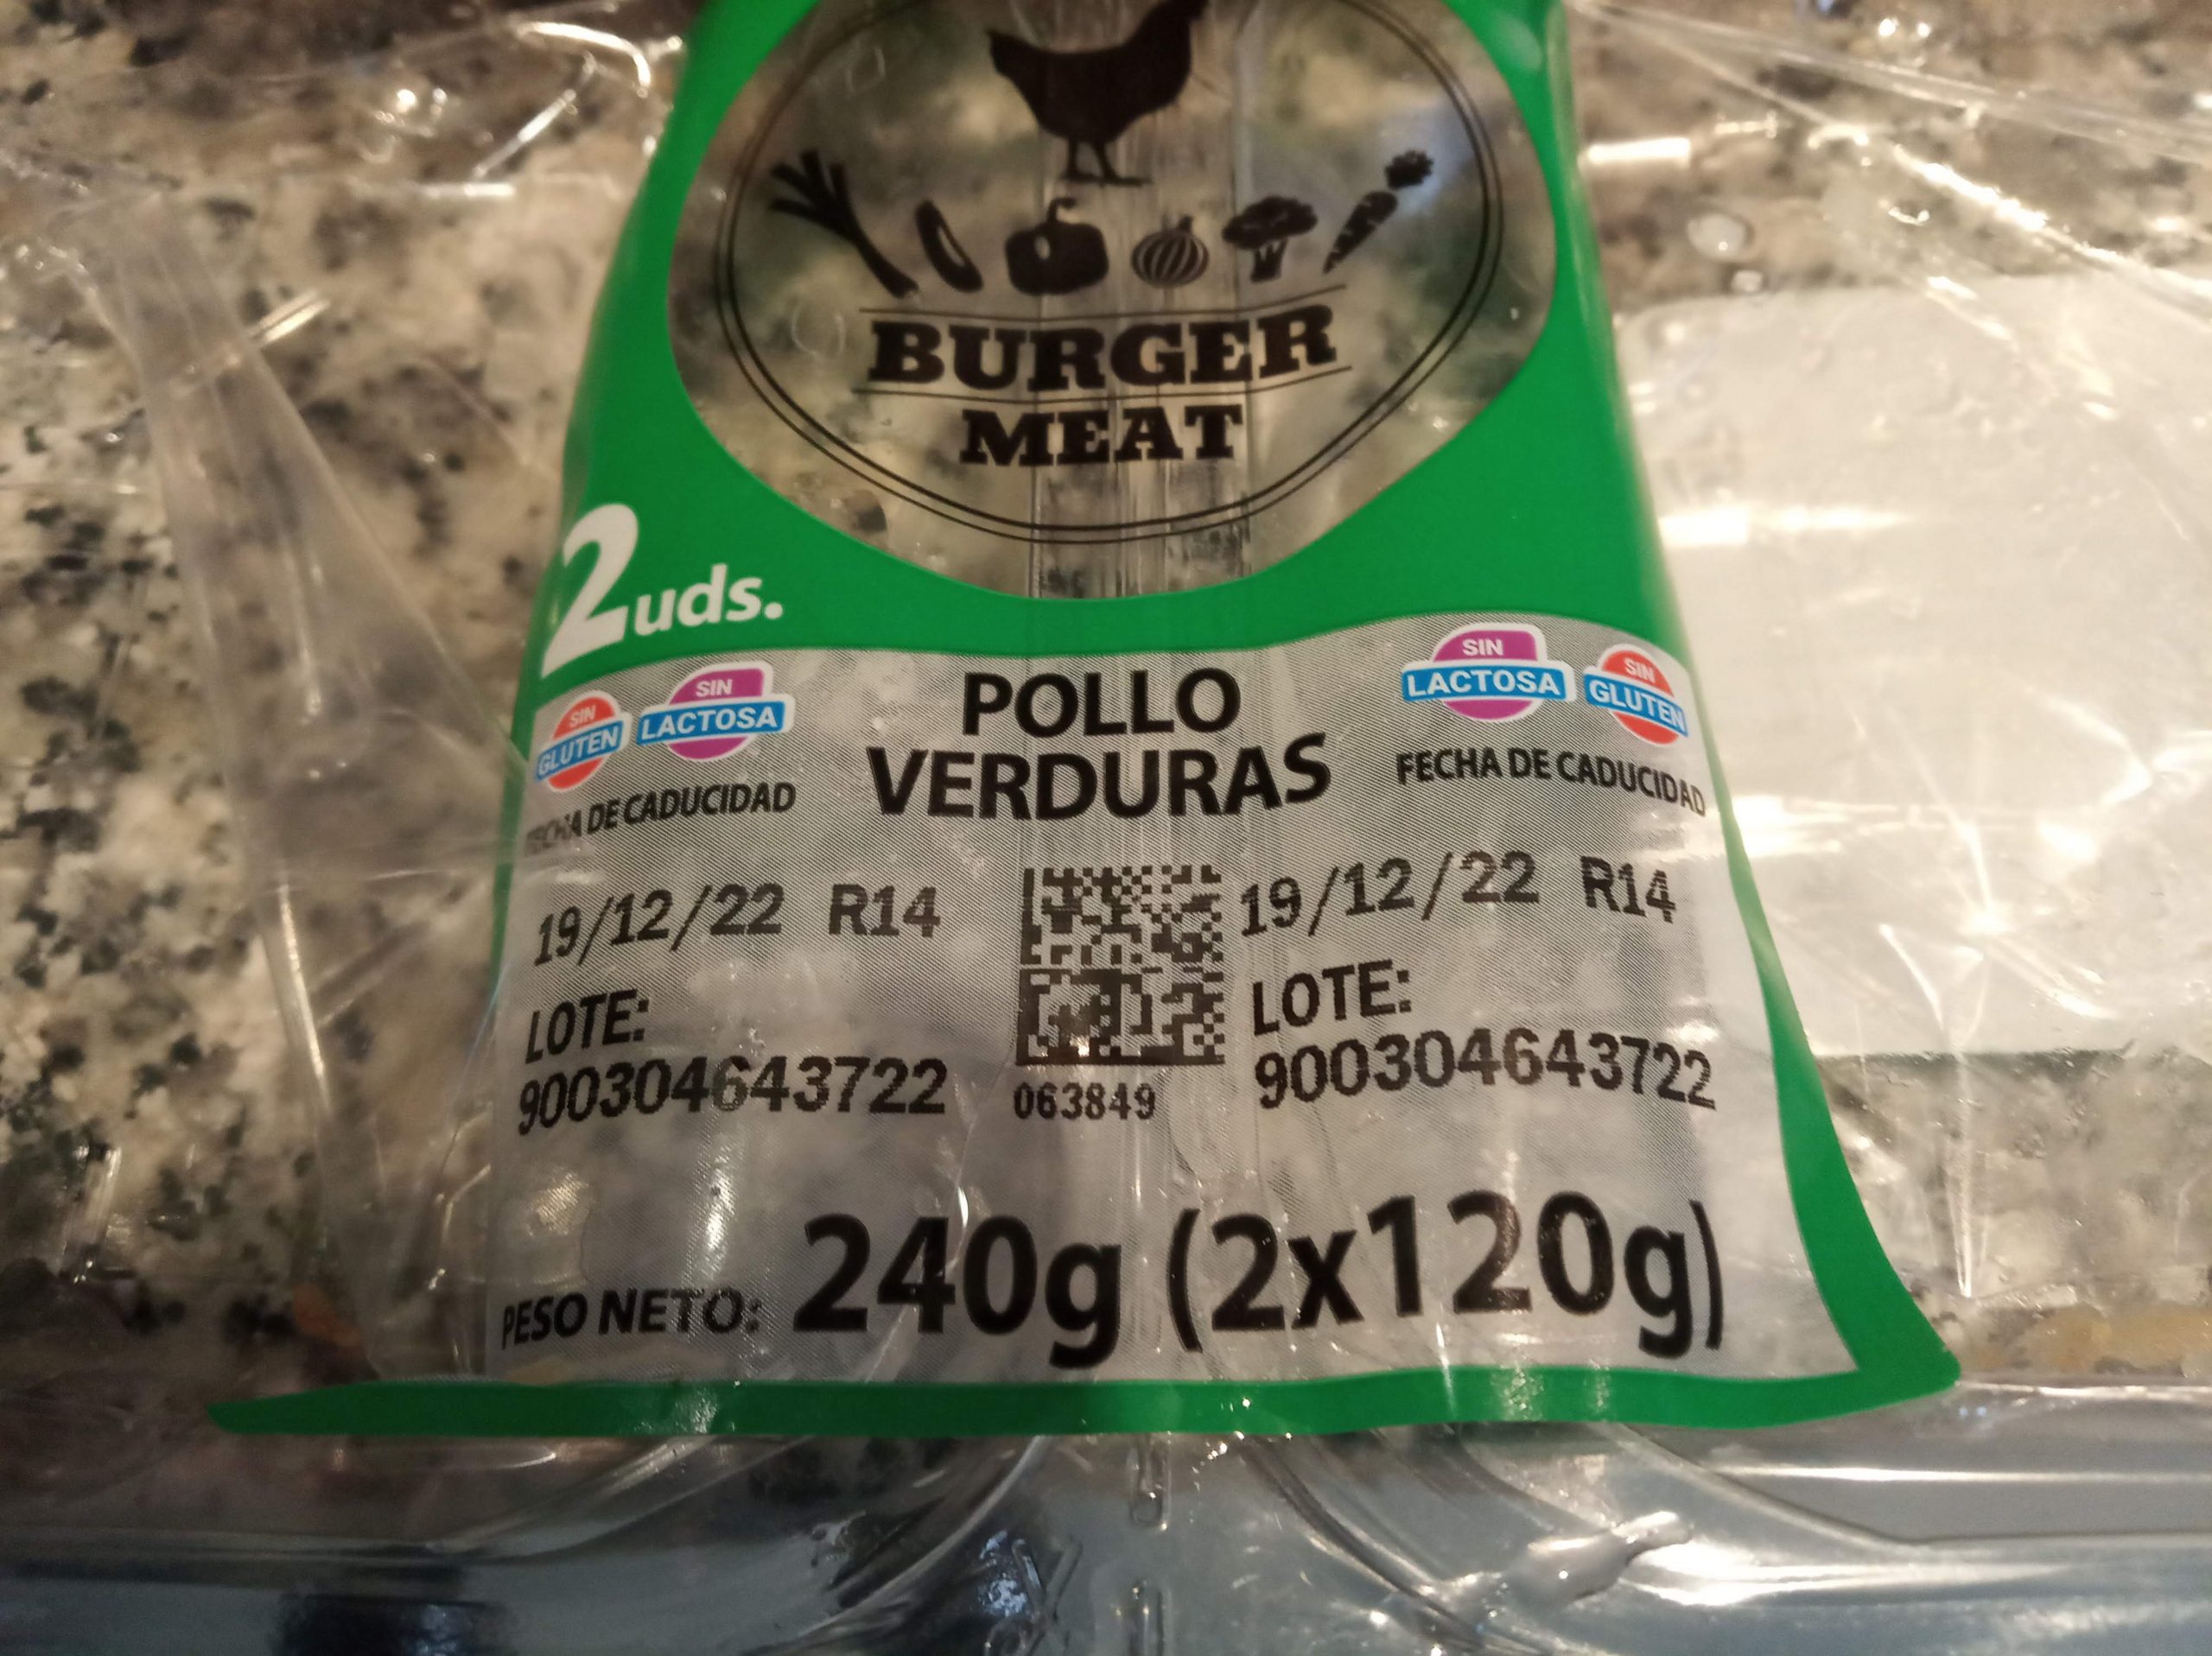 BURGER
MEAT
2uds.
SIN
GLUTEN
SIN
LACTOSA
POLLO
VERDURAS
SIN
LACTOSA
SIN
GLUTEN
FECHA DE CADUCIDAD
FECHA DE CADUCIDAD
19/12/22 R14
19/12/22 R14
LOTE:
900304643722
063849
LOTE:
900304643722
PESO NETO: 240g (2x120g)